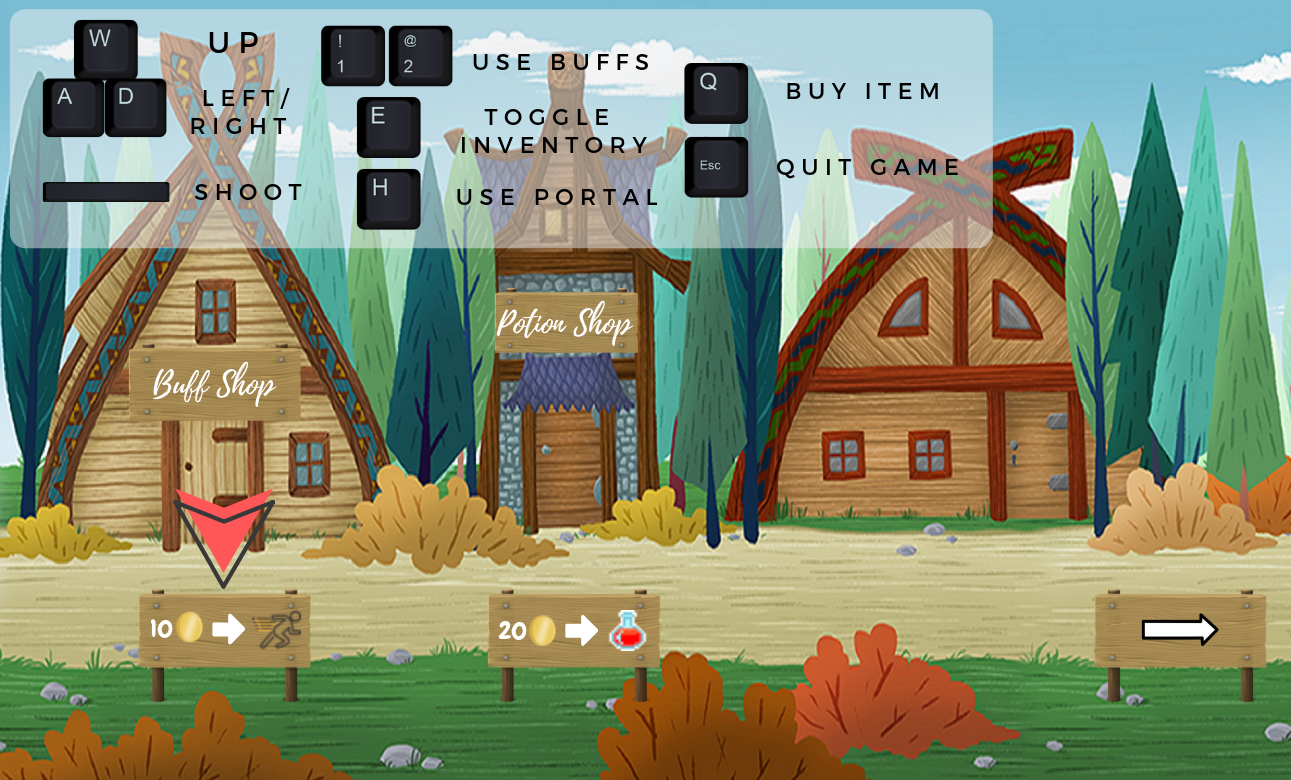 W
UP
A D
LEFT/
RIGHT
SHOOT
! @
1 2
USE BUFFS
E
TOGGLE
INVENTORY
H
USE PORTAL
Q
BUY ITEM
Esc
QUIT GAME
Buff Shop
Potion Shop
10
20